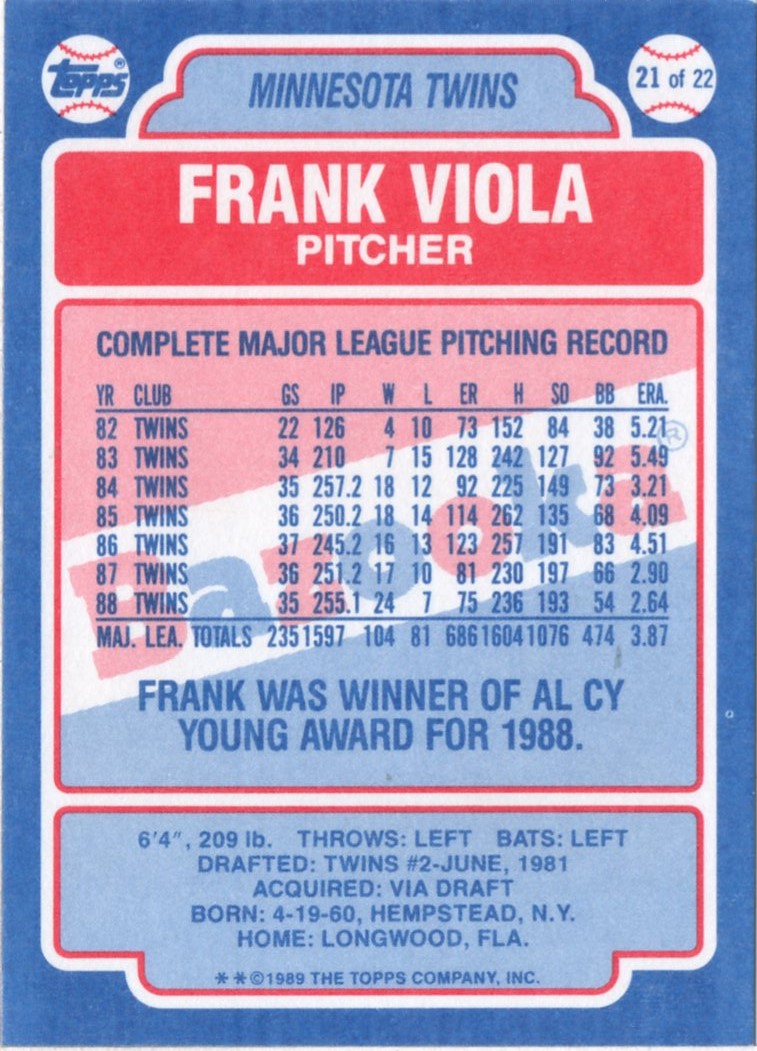 Topps®
MINNESOTA TWINS
21 of 22
FRANK VIOLA
PITCHER
COMPLETE MAJOR LEAGUE PITCHING RECORD
YR CLUB GS IP W L ER H SO BB ERA.
82 TWINS 22 126 4 10 73 152 84 38 5.21
83 TWINS 34 210 7 15 128 242 127 92 5.49
84 TWINS 35 257.2 18 12 92 225 149 73 3.21
85 TWINS 36 250.2 18 14 114 262 135 68 4.09
86 TWINS 37 245.2 16 13 123 257 191 83 4.51
87 TWINS 36 251.2 17 10 81 230 197 66 2.90
88 TWINS 35 255.1 24 7 75 236 193 54 2.64
MAJ. LEA. TOTALS 235 1597 104 81 686 1604 1076 474 3.87
Bazooka®
FRANK WAS WINNER OF AL CY
YOUNG AWARD FOR 1988.
6'4", 209 lb. THROWS: LEFT BATS: LEFT
DRAFTED: TWINS #2-JUNE, 1981
ACQUIRED: VIA DRAFT
BORN: 4-19-60, HEMPSTEAD, N.Y.
HOME: LONGWOOD, FLA.
**©1989 THE TOPPS COMPANY, INC.